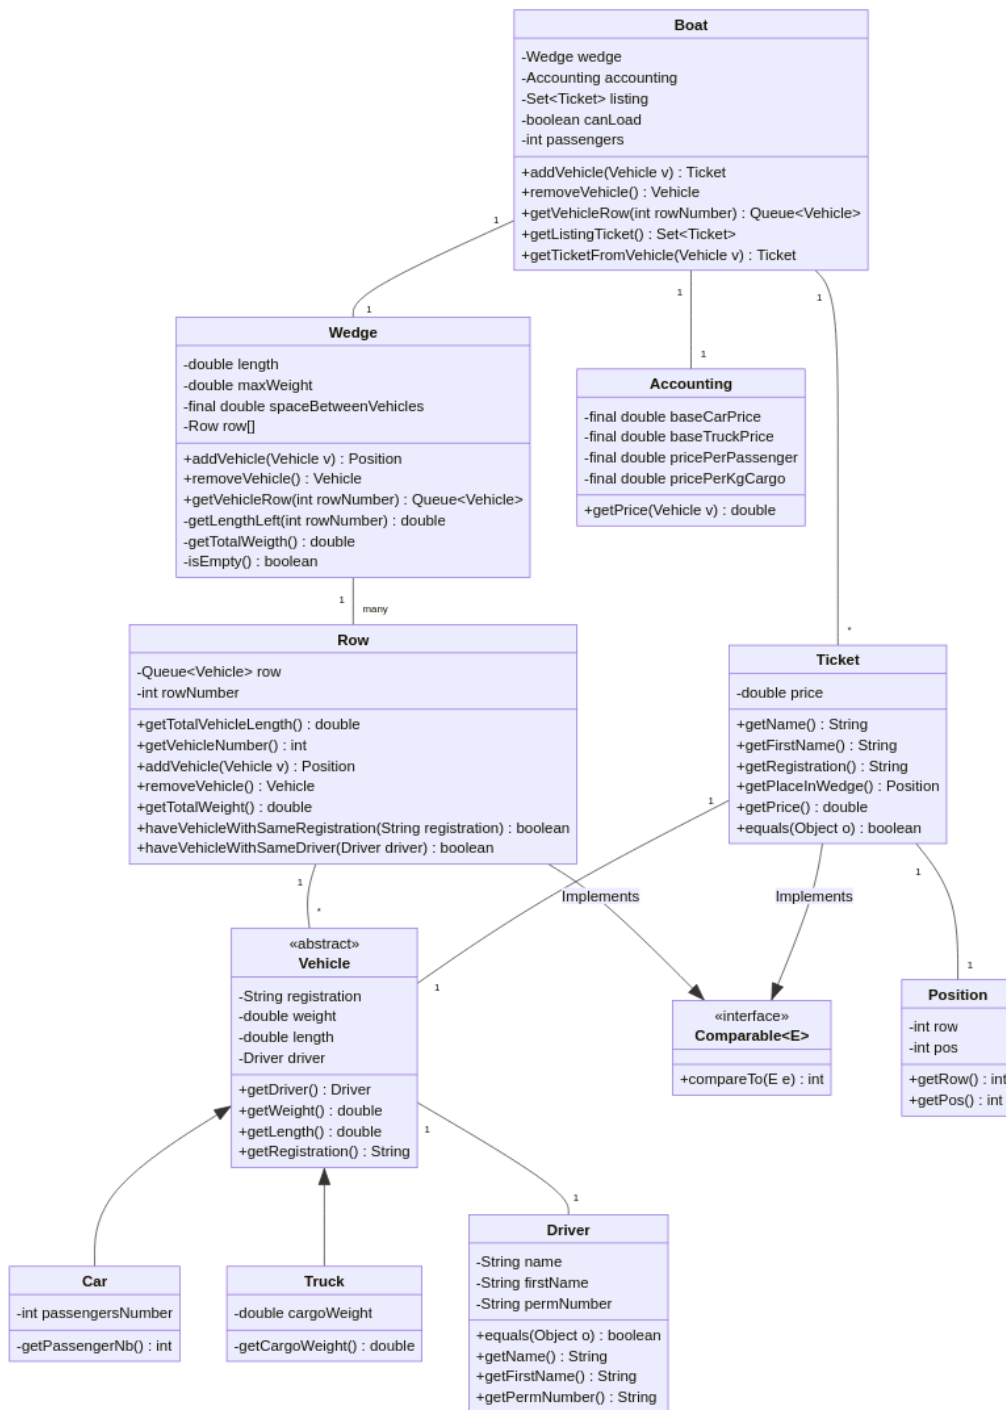 Boat
-Wedge wedge
-Accounting accounting
-Set<Ticket> listing
-boolean canLoad
-int passengers
+addVehicle(Vehicle v) : Ticket
+removeVehicle() : Vehicle
+getVehicleRow(int rowNumber) : Queue<Vehicle>
+getListingTicket() : Set<Ticket>
+getTicketFromVehicle(Vehicle v) : Ticket
1
1
1
1
1
Wedge
-double length
-double maxWeight
-final double spaceBetweenVehicles
-Row row[]
+addVehicle(Vehicle v) : Position
+removeVehicle() : Vehicle
+getVehicleRow(int rowNumber) : Queue<Vehicle>
-getLengthLeft(int rowNumber) : double
-getTotalWeigth() : double
-isEmpty() : boolean
Accounting
-final double baseCarPrice
-final double baseTruckPrice
-final double pricePerPassenger
-final double pricePerKgCargo
+getPrice(Vehicle v) : double
1
many
*
Row
-Queue<Vehicle> row
-int rowNumber
+getTotalVehicleLength() : double
+getVehicleNumber() : int
+addVehicle(Vehicle v) : Position
+removeVehicle() : Vehicle
+getTotalWeight() : double
+haveVehicleWithSameRegistration(String registration) : boolean
+haveVehicleWithSameDriver(Driver driver) : boolean
Ticket
-double price
+getName() : String
+getFirstName() : String
+getRegistration() : String
+getPlaceInWedge() : Position
+getPrice() : double
+equals(Object o) : boolean
1
1
1
*
Implements
Implements
«abstract»
Vehicle
-String registration
-double weight
-double length
-Driver driver
+getDriver() : Driver
+getWeight() : double
+getLength() : double
+getRegistration() : String
1
1
«interface»
Comparable<E>
+compareTo(E e) : int
Position
-int row
-int pos
+getRow() : int
+getPos() : int
1
1
Car
-int passengersNumber
-getPassengerNb() : int
Truck
-double cargoWeight
-getCargoWeight() : double
Driver
-String name
-String firstName
-String permNumber
+equals(Object o) : boolean
+getName() : String
+getFirstName() : String
+getPermNumber() : String